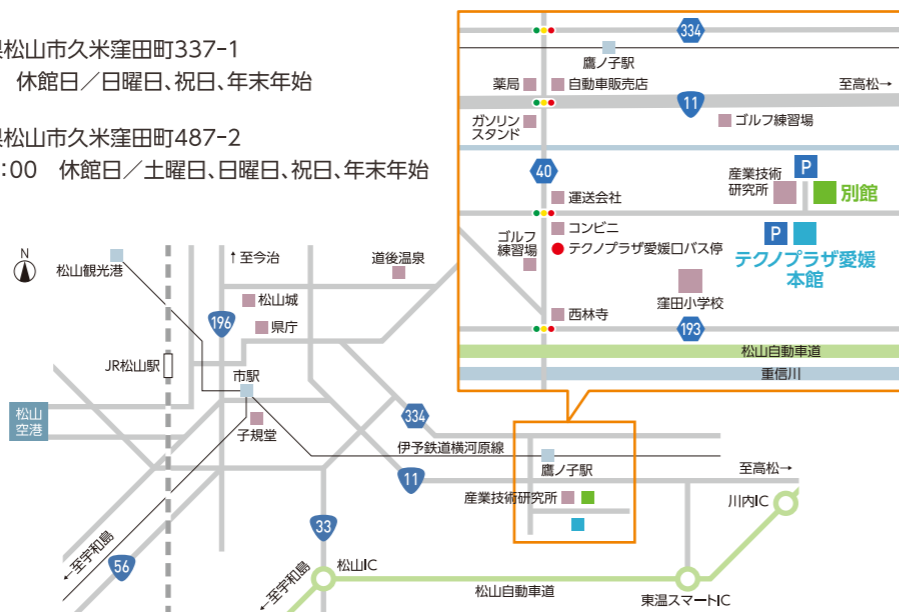 県松山市久米窪田町337-1
休館日／日曜日、祝日、年末年始
県松山市久米窪田町487-2
:00 休館日／土曜日、日曜日、祝日、年末年始
334
鷹ノ子駅
薬局
自動車販売店
至高松→
11
ガソリン
スタンド
ゴルフ練習場
40
産業技術
研究所
P
別館
運送会社
コンビニ
ゴルフ
練習場
テクノプラザ愛媛口バス停
P
テクノプラザ愛媛
本館
窪田小学校
西林寺
193
松山自動車道
重信川
N
松山観光港
↑至今治
道後温泉
松山城
196
県庁
JR松山駅
市駅
松山
空港
子規堂
334
伊予鉄道横河原線
鷹ノ子駅
至高松→
11
産業技術研究所
川内IC
33
←至宇和島
56
←至宇和島
松山IC
松山自動車道
東温スマートIC